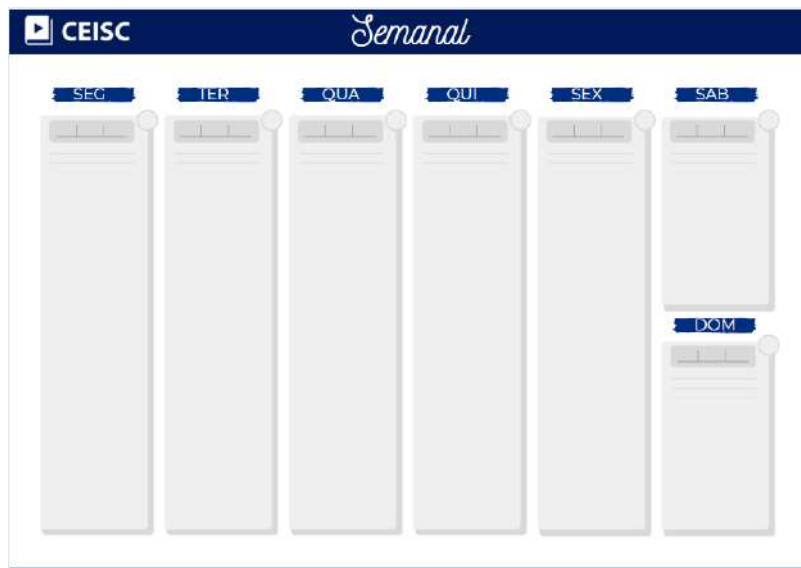 CEISC
Semanal
SEG
TER
QUA
QUI
SEX
SAB
DOM